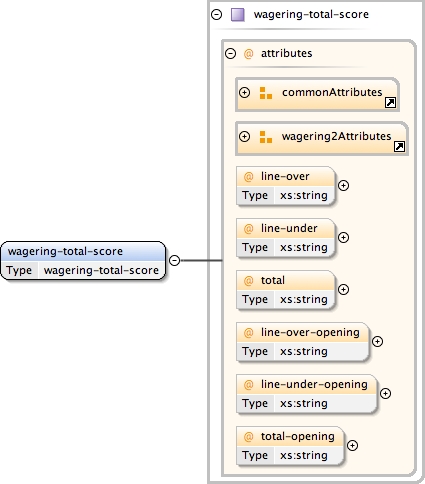 wagering-total-score
@ attributes
commonAttributes
wagering2Attributes
@ line-over
Type xs:string
@ line-under
Type xs:string
wagering-total-score
Type wagering-total-score
@ total
Type xs:string
@ line-over-opening
Type xs:string
@ line-under-opening
Type xs:string
@ total-opening
Type xs:string